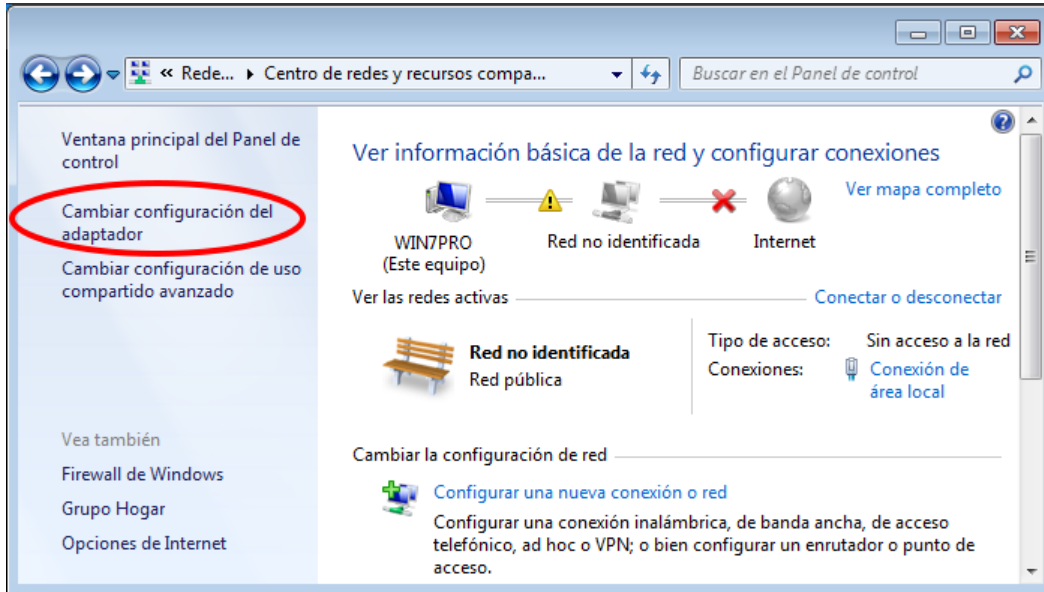 « Rede... ▸ Centro de redes y recursos compa...
Buscar en el Panel de control
Ventana principal del Panel de
control
Cambiar configuración del
adaptador
Cambiar configuración de uso
compartido avanzado
Vea también
Firewall de Windows
Grupo Hogar
Opciones de Internet
Ver información básica de la red y configurar conexiones
Ver mapa completo
WIN7PRO
(Este equipo)
Red no identificada
Internet
Ver las redes activas
Conectar o desconectar
Red no identificada
Red pública
Tipo de acceso: Sin acceso a la red
Conexiones: Conexión de
área local
Cambiar la configuración de red
Configurar una nueva conexión o red
Configurar una conexión inalámbrica, de banda ancha, de acceso
telefónico, ad hoc o VPN; o bien configurar un enrutador o punto de
acceso.